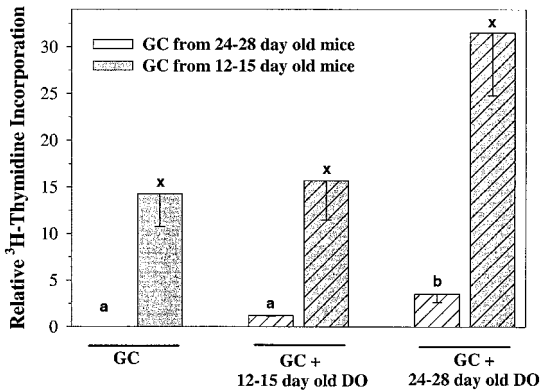 Relative ³H-Thymidine Incorporation
30
25
20
15
10
5
0
GC from 24-28 day old mice
GC from 12-15 day old mice
a
x
a
x
b
x
GC
GC +
12-15 day old DO
GC +
24-28 day old DO